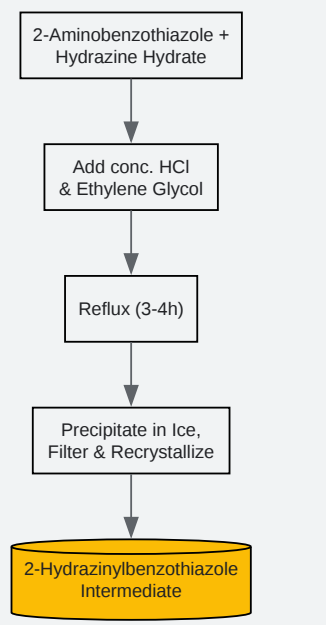 2-Aminobenzothiazole +
Hydrazine Hydrate
Add conc. HCl
& Ethylene Glycol
Reflux (3-4h)
Precipitate in Ice,
Filter & Recrystallize
2-Hydrazinylbenzothiazole
Intermediate